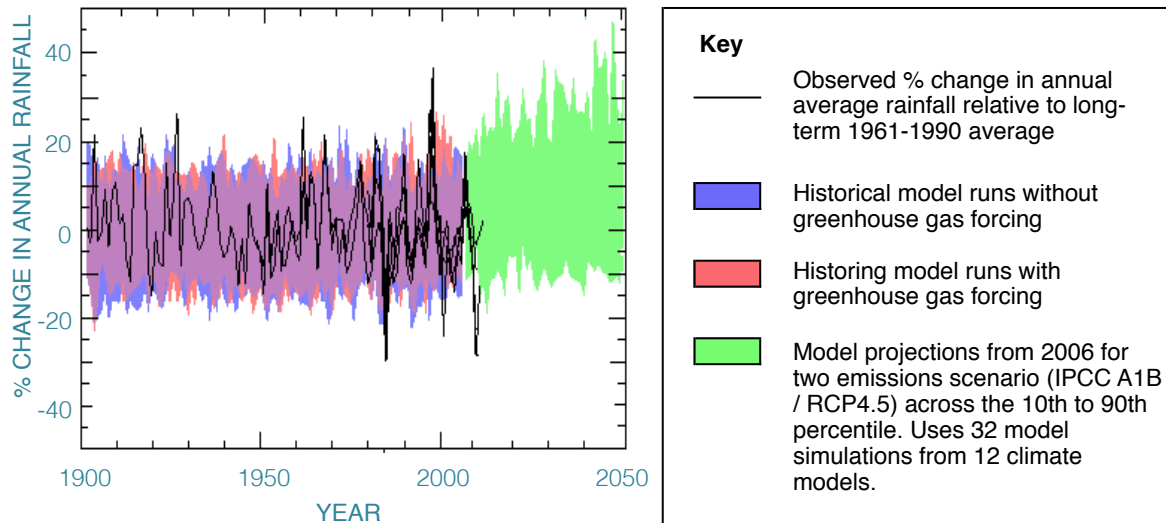 % CHANGE IN ANNUAL RAINFALL
40
20
0
-20
-40
1900
1950
2000
2050
YEAR
Key
Observed % change in annual
average rainfall relative to long-
term 1961-1990 average
Historical model runs without
greenhouse gas forcing
Historing model runs with
greenhouse gas forcing
Model projections from 2006 for
two emissions scenario (IPCC A1B
/ RCP4.5) across the 10th to 90th
percentile. Uses 32 model
simulations from 12 climate
models.